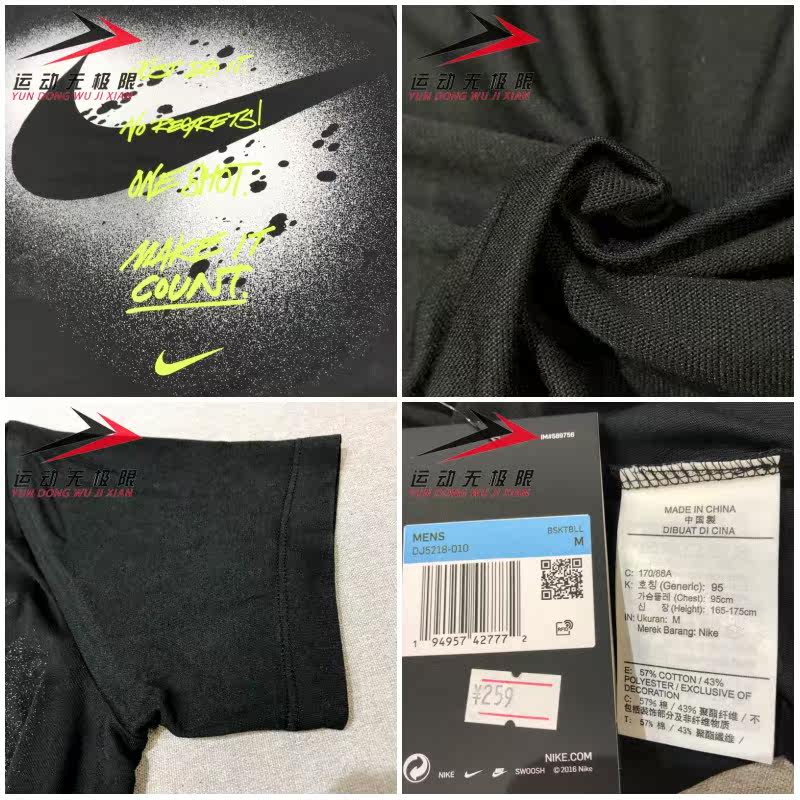 运动无极限
YUN DONG WU JI XIAN
JUST DO IT.
NO REGRETS!
ONE SHOT.
MAKE IT
COUNT.
运动无极限
YUN DONG WU JI XIAN
运动无极限
YUN DONG WU JI XIAN
运动无极限
YUN DONG WU JI XIAN
IM#589756
MENS
BSKTBLL
DJ5218-010
M
1 94957 42777 2
RFID
¥259
NIKE.COM
NIKE
SWOOSH
©2016 Nike
MADE IN CHINA
中国製
DIBUAT DI CINA
C: 170/88A
K: 호칭 (Generic): 95
가슴둘레 (Chest): 95cm
신 장 (Height): 165-175cm
IN: Ukuran: M
Merek Barang: Nike
E: 57% COTTON / 43%
POLYESTER / EXCLUSIVE OF
DECORATION
C: 57% 棉 / 43% 聚酯纤维 / 不
包括装饰部分及非纤维物质
T: 57% 棉 / 43% 聚酯纖維 /